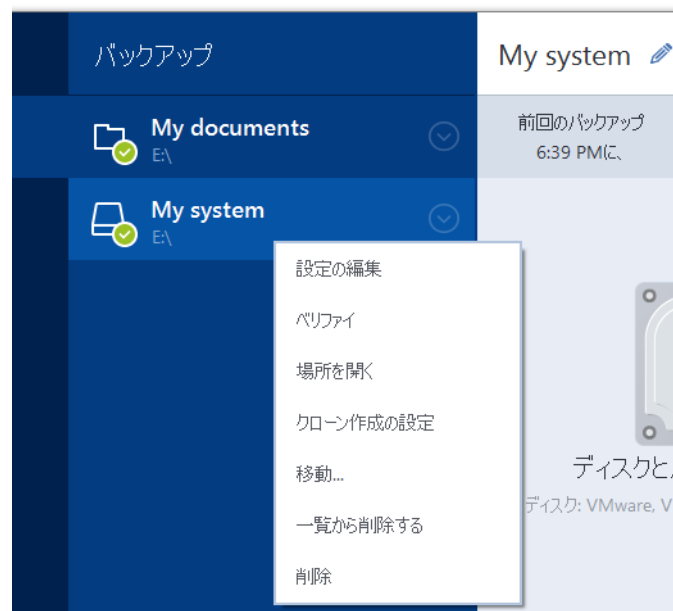 バックアップ
My system
My documents
E:\
前回のバックアップ
6:39 PMに、
My system
E:\
設定の編集
ベリファイ
場所を開く
クローン作成の設定
移動...
一覧から削除する
削除
ディスクと
ディスク: VMware, V